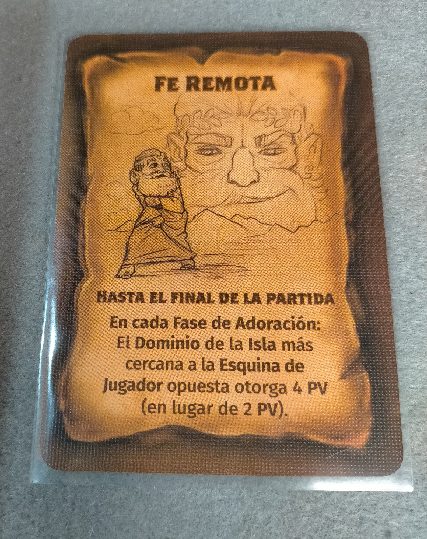 FE REMOTA
HASTA EL FINAL DE LA PARTIDA
En cada Fase de Adoración:
El Dominio de la Isla más
cercana a la Esquina de
Jugador opuesta otorga 4 PV
(en lugar de 2 PV).